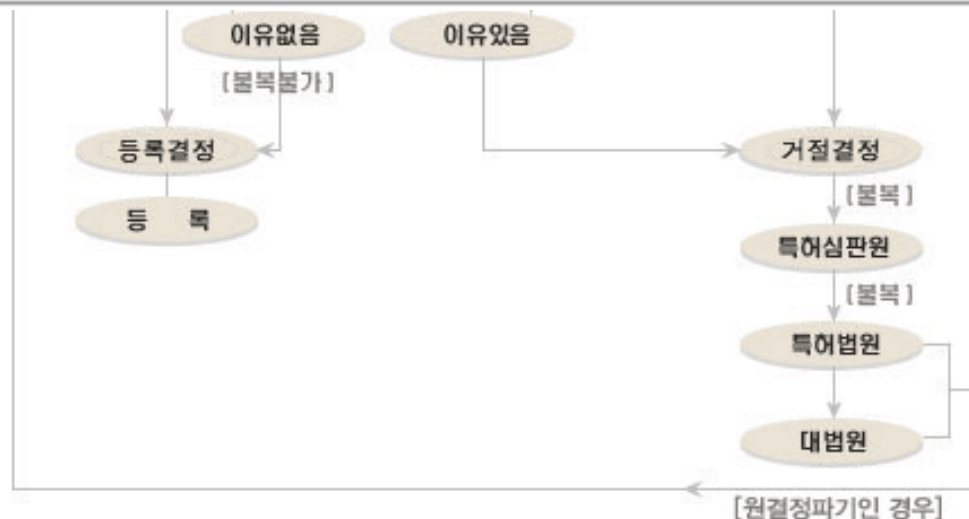 이유없음
이유있음
[불복불가]
등록결정
거절결정
[불복]
등 록
특허심판원
[불복]
특허법원
대법원
[원결정파기인 경우]